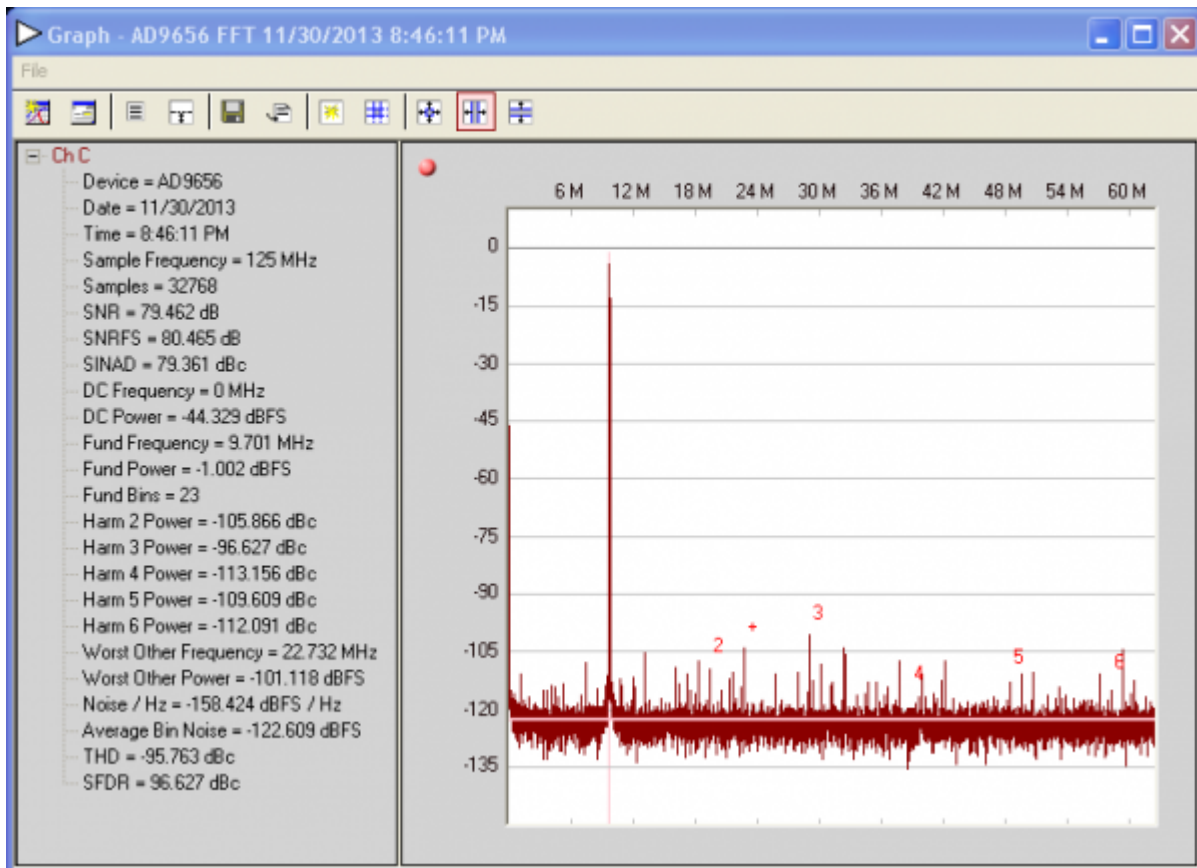 Graph - AD9656 FFT 11/30/2013 8:46:11 PM
File
Ch C
Device = AD9656
Date = 11/30/2013
Time = 8:46:11 PM
Sample Frequency = 125 MHz
Samples = 32768
SNR = 79.462 dB
SNRFS = 80.465 dB
SINAD = 79.361 dBc
DC Frequency = 0 MHz
DC Power = -44.329 dBFS
Fund Frequency = 9.701 MHz
Fund Power = -1.002 dBFS
Fund Bins = 23
Harm 2 Power = -105.866 dBc
Harm 3 Power = -96.627 dBc
Harm 4 Power = -113.156 dBc
Harm 5 Power = -109.609 dBc
Harm 6 Power = -112.091 dBc
Worst Other Frequency = 22.732 MHz
Worst Other Power = -101.118 dBFS
Noise / Hz = -158.424 dBFS / Hz
Average Bin Noise = -122.609 dBFS
THD = -95.763 dBc
SFDR = 96.627 dBc
6 M 12 M 18 M 24 M 30 M 36 M 42 M 48 M 54 M 60 M
0
-15
-30
-45
-60
-75
-90
3
+
2
-105
5
6
4
-120
-135